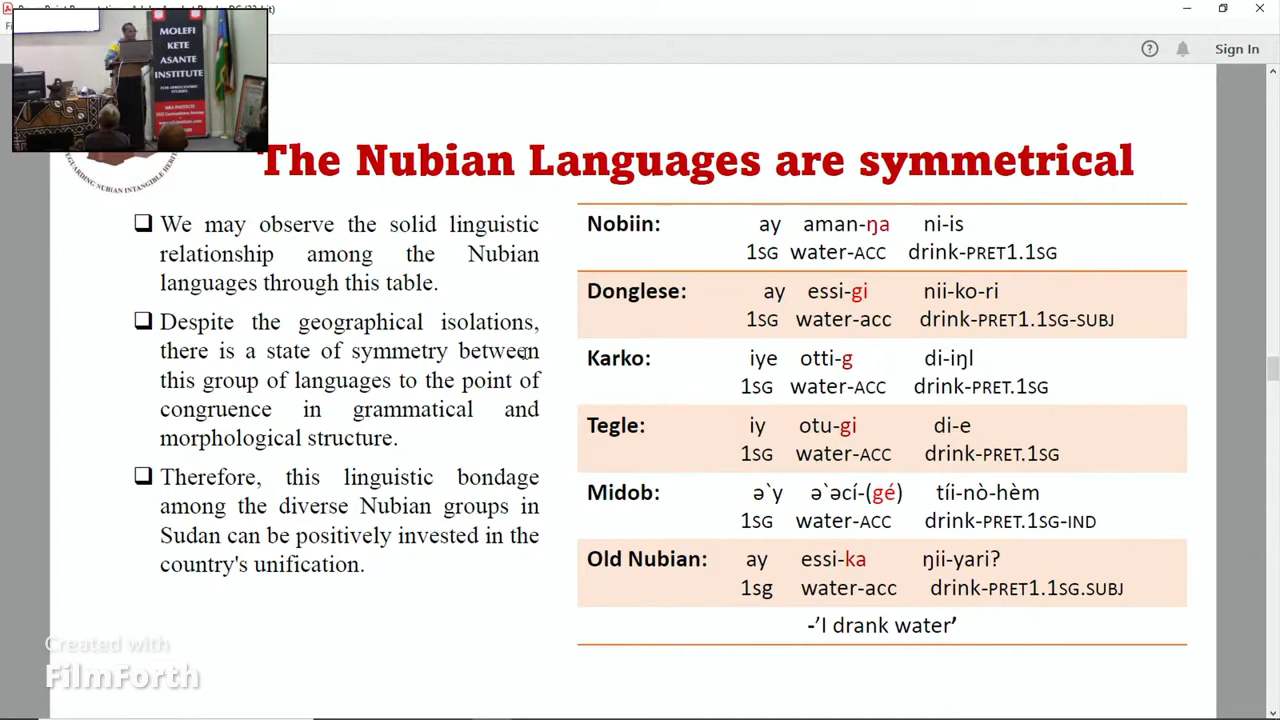 MOLEFI
KETE
ASANTE
INSTITUTE
Sign In
EGUARDING NUBIAN INTANGIBLE HERI
The Nubian Languages are symmetrical
We may observe the solid linguistic
relationship among the Nubian
languages through this table.
Despite the geographical isolations,
there is a state of symmetry between
this group of languages to the point of
congruence in grammatical and
morphological structure.
Therefore, this linguistic bondage
among the diverse Nubian groups in
Sudan can be positively invested in the
country's unification.
Nobiin: ay aman-ŋa ni-is
1SG water-ACC drink-PRET1.1SG
Donglese: ay essi-gi nii-ko-ri
1SG water-acc drink-PRET1.1SG-SUBJ
Karko: iye otti-g di-iŋl
1SG water-ACC drink-PRET.1SG
Tegle: iy otu-gi di-e
1SG water-ACC drink-PRET.1SG
Midob: ə`y ə`əcí-(gé) tíi-nò-hèm
1SG water-ACC drink-PRET.1SG-IND
Old Nubian: ay essi-ka ŋii-yari?
1sg water-acc drink-PRET1.1SG.SUBJ
-'I drank water'
Created with
FilmForth